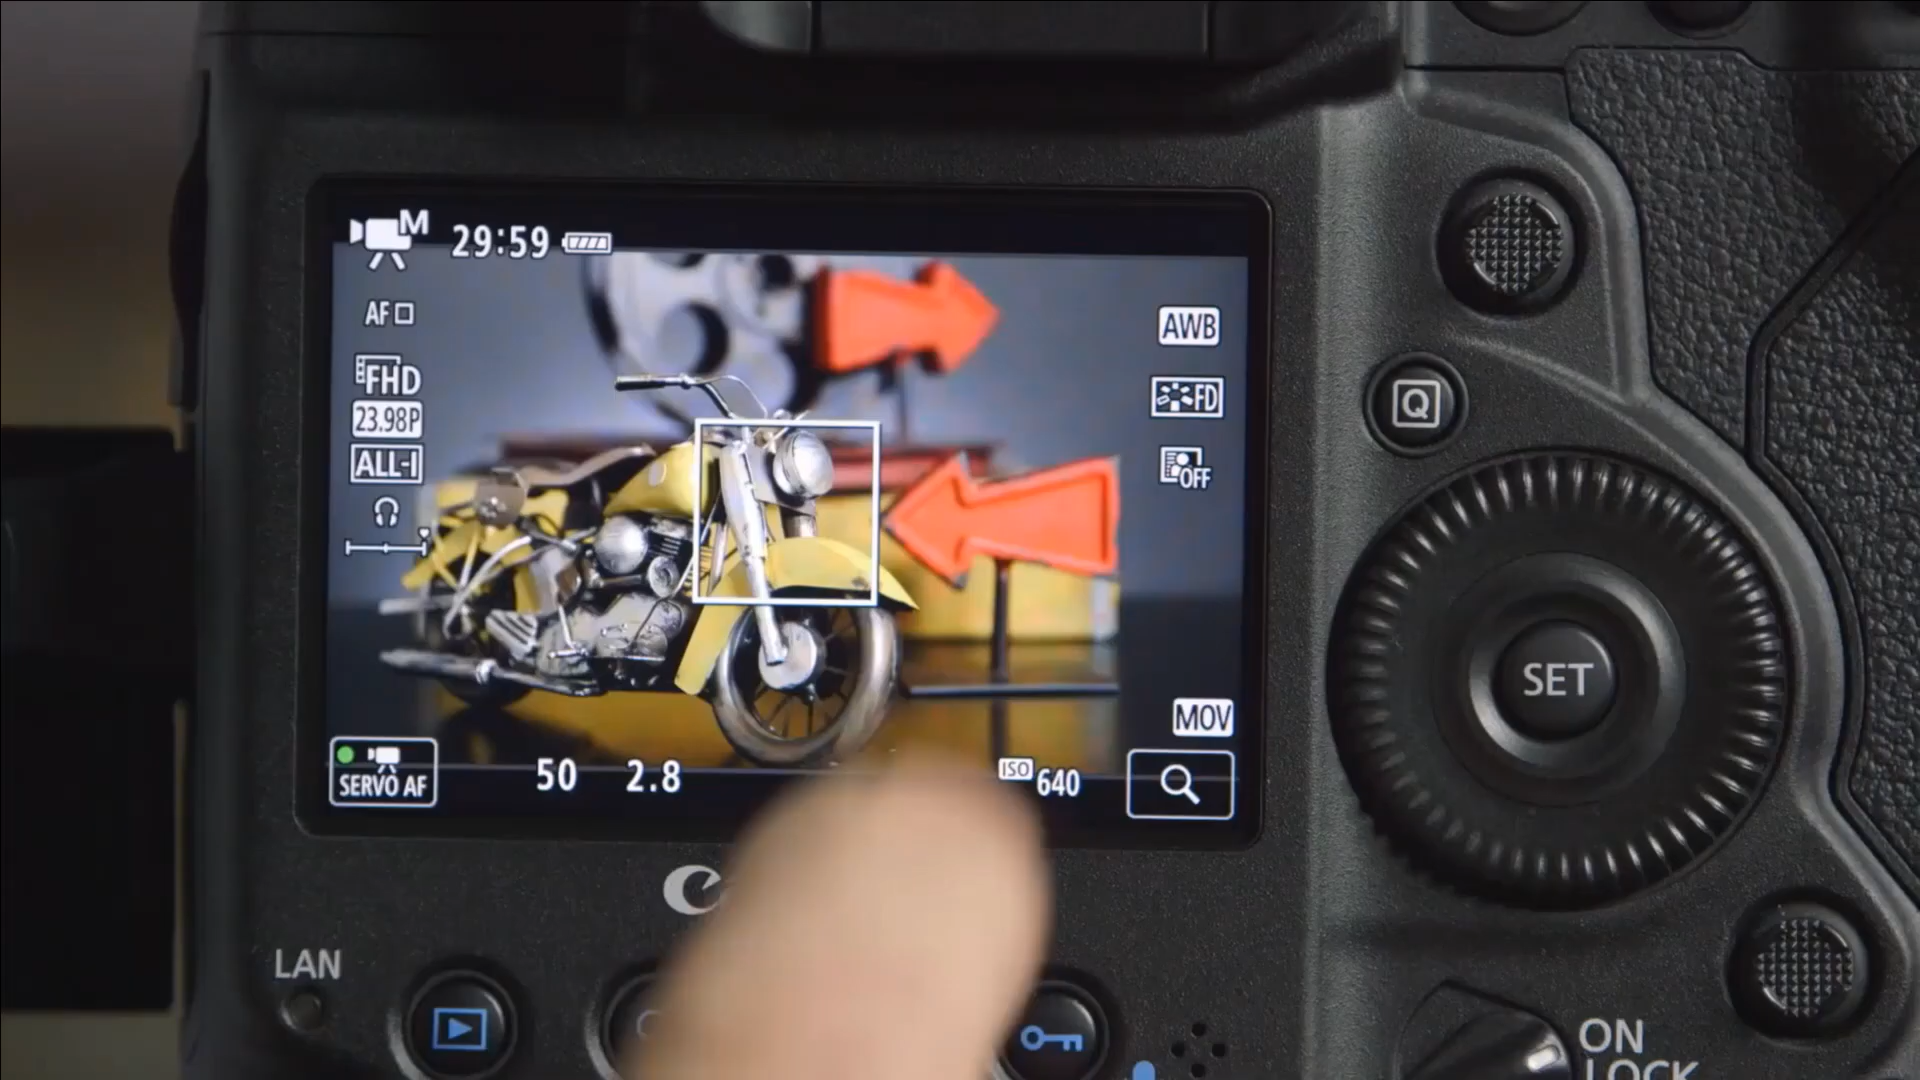 M
29:59
AF
FHD
23.98P
ALL-I
SERVO AF
50 2.8
ISO 640
AWB
FD
OFF
MOV
Q
SET
C
LAN
ON
LOCK